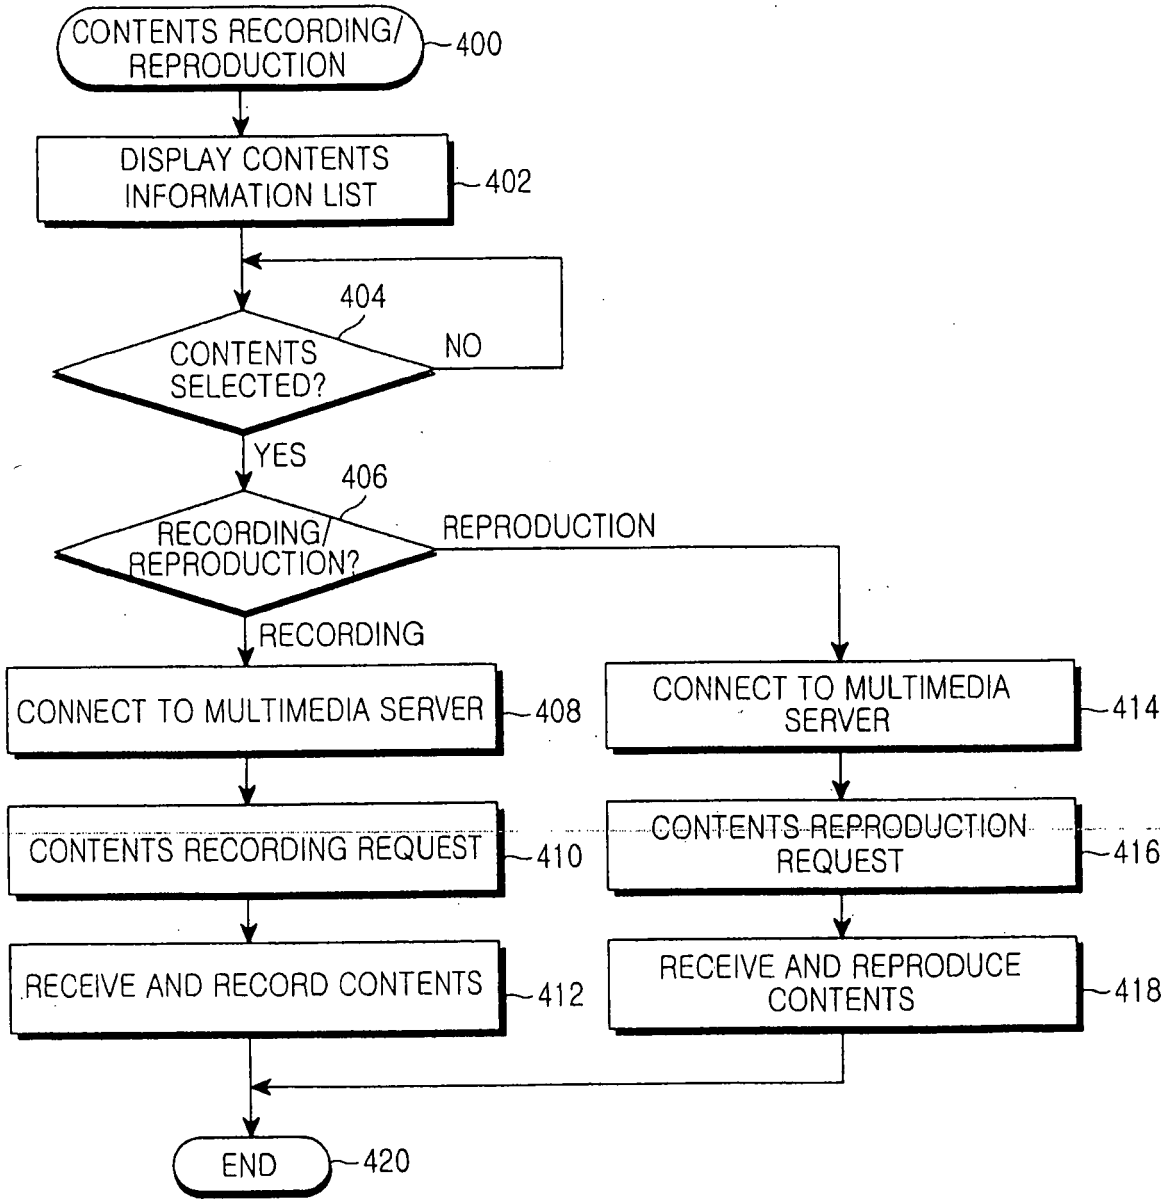 CONTENTS RECORDING/
REPRODUCTION
400
DISPLAY CONTENTS
INFORMATION LIST
402
404
CONTENTS
SELECTED?
NO
YES
406
RECORDING/
REPRODUCTION?
REPRODUCTION
RECORDING
CONNECT TO MULTIMEDIA SERVER
408
CONNECT TO MULTIMEDIA
SERVER
414
CONTENTS RECORDING REQUEST
410
CONTENTS REPRODUCTION
REQUEST
416
RECEIVE AND RECORD CONTENTS
412
RECEIVE AND REPRODUCE
CONTENTS
418
END
420